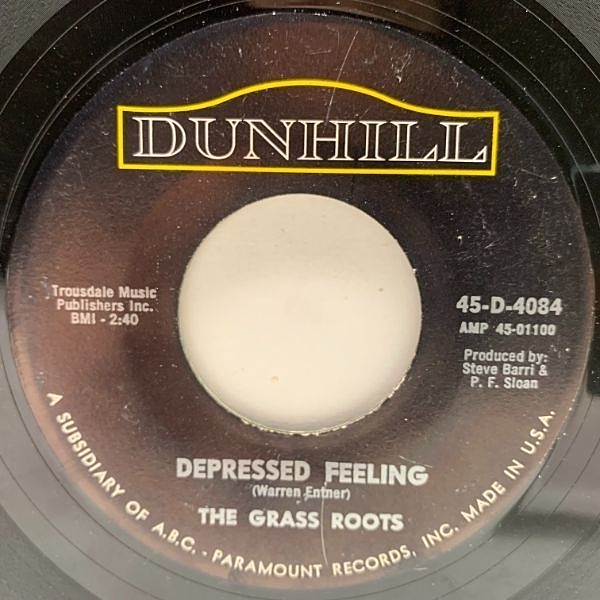 DUNHILL
Trousdale Music
Publishers Inc.
BMI - 2:40
45-D-4084
AMP 45-01100
Produced by:
Steve Barri &
P. F. Sloan
DEPRESSED FEELING
(Warren Entner)
THE GRASS ROOTS
A SUBSIDIARY OF A.B.C. - PARAMOUNT RECORDS, INC. MADE IN U.S.A.